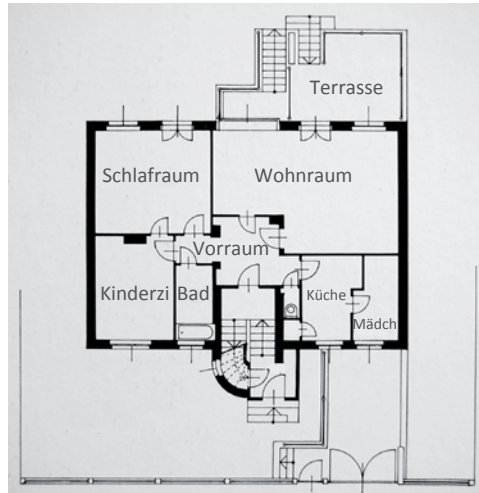 Terrasse
Schlafraum
Wohnraum
Vorraum
Kinderzi
Bad
Küche
Mädch